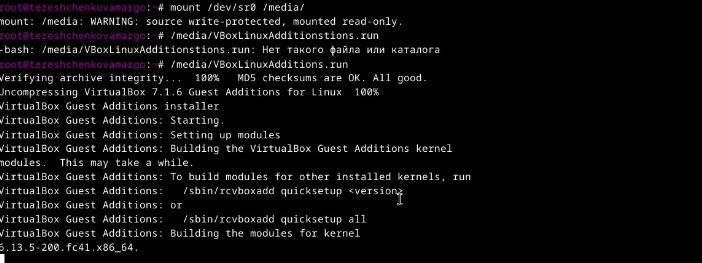 root@tereshchenkovamargo:~# mount /dev/sr0 /media/
mount: /media: WARNING: source write-protected, mounted read-only.
root@tereshchenkovamargo:~# /media/VBoxLinuxAdditionstions.run
-bash: /media/VBoxLinuxAdditionstions.run: Нет такого файла или каталога
root@tereshchenkovamargo:~# /media/VBoxLinuxAdditions.run
Verifying archive integrity... 100% MD5 checksums are OK. All good.
Uncompressing VirtualBox 7.1.6 Guest Additions for Linux 100%
VirtualBox Guest Additions installer
VirtualBox Guest Additions: Starting.
VirtualBox Guest Additions: Setting up modules
VirtualBox Guest Additions: Building the VirtualBox Guest Additions kernel
modules. This may take a while.
VirtualBox Guest Additions: To build modules for other installed kernels, run
VirtualBox Guest Additions: /sbin/rcvboxadd quicksetup <version>
VirtualBox Guest Additions: or
VirtualBox Guest Additions: /sbin/rcvboxadd quicksetup all
VirtualBox Guest Additions: Building the modules for kernel
6.13.5-200.fc41.x86_64.